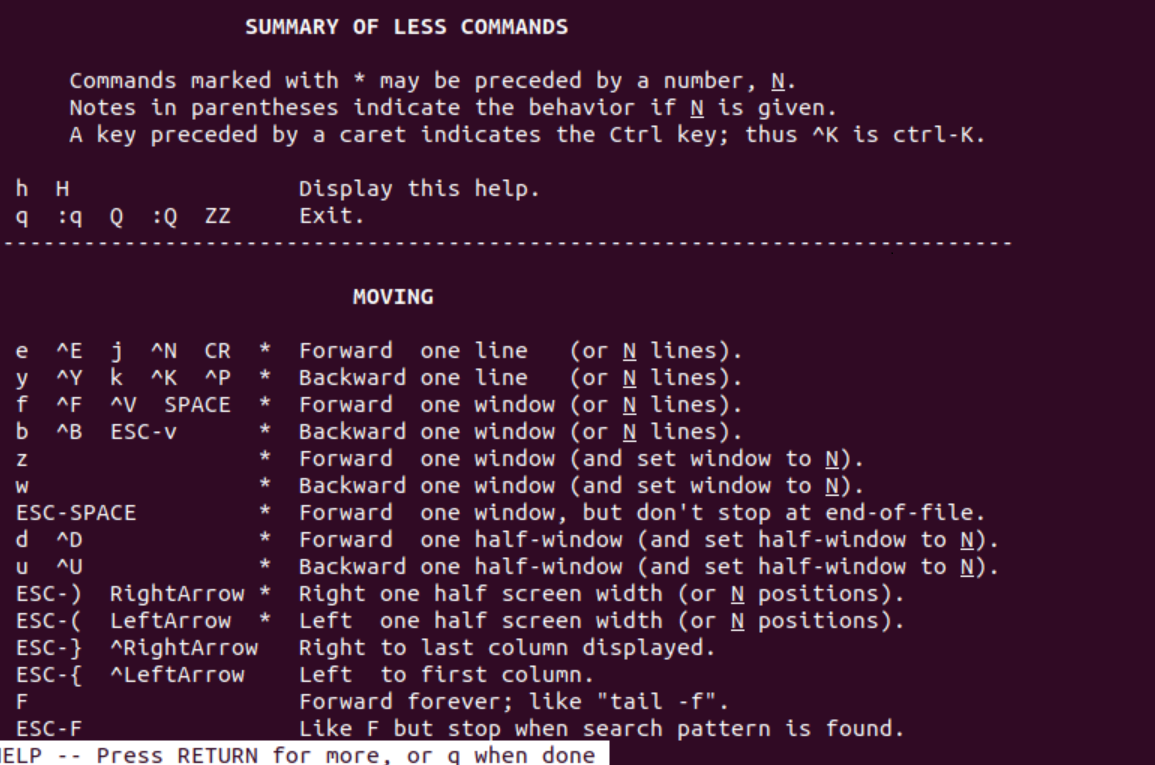 SUMMARY OF LESS COMMANDS
Commands marked with * may be preceded by a number, N.
Notes in parentheses indicate the behavior if N is given.
A key preceded by a caret indicates the Ctrl key; thus ^K is ctrl-K.
h  H                 Display this help.
q  :q  Q  :Q  ZZ     Exit.
---------------------------------------------------------------------------
MOVING
e  ^E  j  ^N  CR  *  Forward  one line   (or N lines).
y  ^Y  k  ^K  ^P  *  Backward one line   (or N lines).
f  ^F  ^V  SPACE  *  Forward  one window (or N lines).
b  ^B  ESC-v      *  Backward one window (or N lines).
z                 *  Forward  one window (and set window to N).
w                 *  Backward one window (and set window to N).
ESC-SPACE         *  Forward  one window, but don't stop at end-of-file.
d  ^D             *  Forward  one half-window (and set half-window to N).
u  ^U             *  Backward one half-window (and set half-window to N).
ESC-)  RightArrow *  Right one half screen width (or N positions).
ESC-(  LeftArrow  *  Left  one half screen width (or N positions).
ESC-}  ^RightArrow   Right to last column displayed.
ESC-{  ^LeftArrow    Left  to first column.
F                    Forward forever; like "tail -f".
ESC-F                Like F but stop when search pattern is found.
HELP -- Press RETURN for more, or q when done